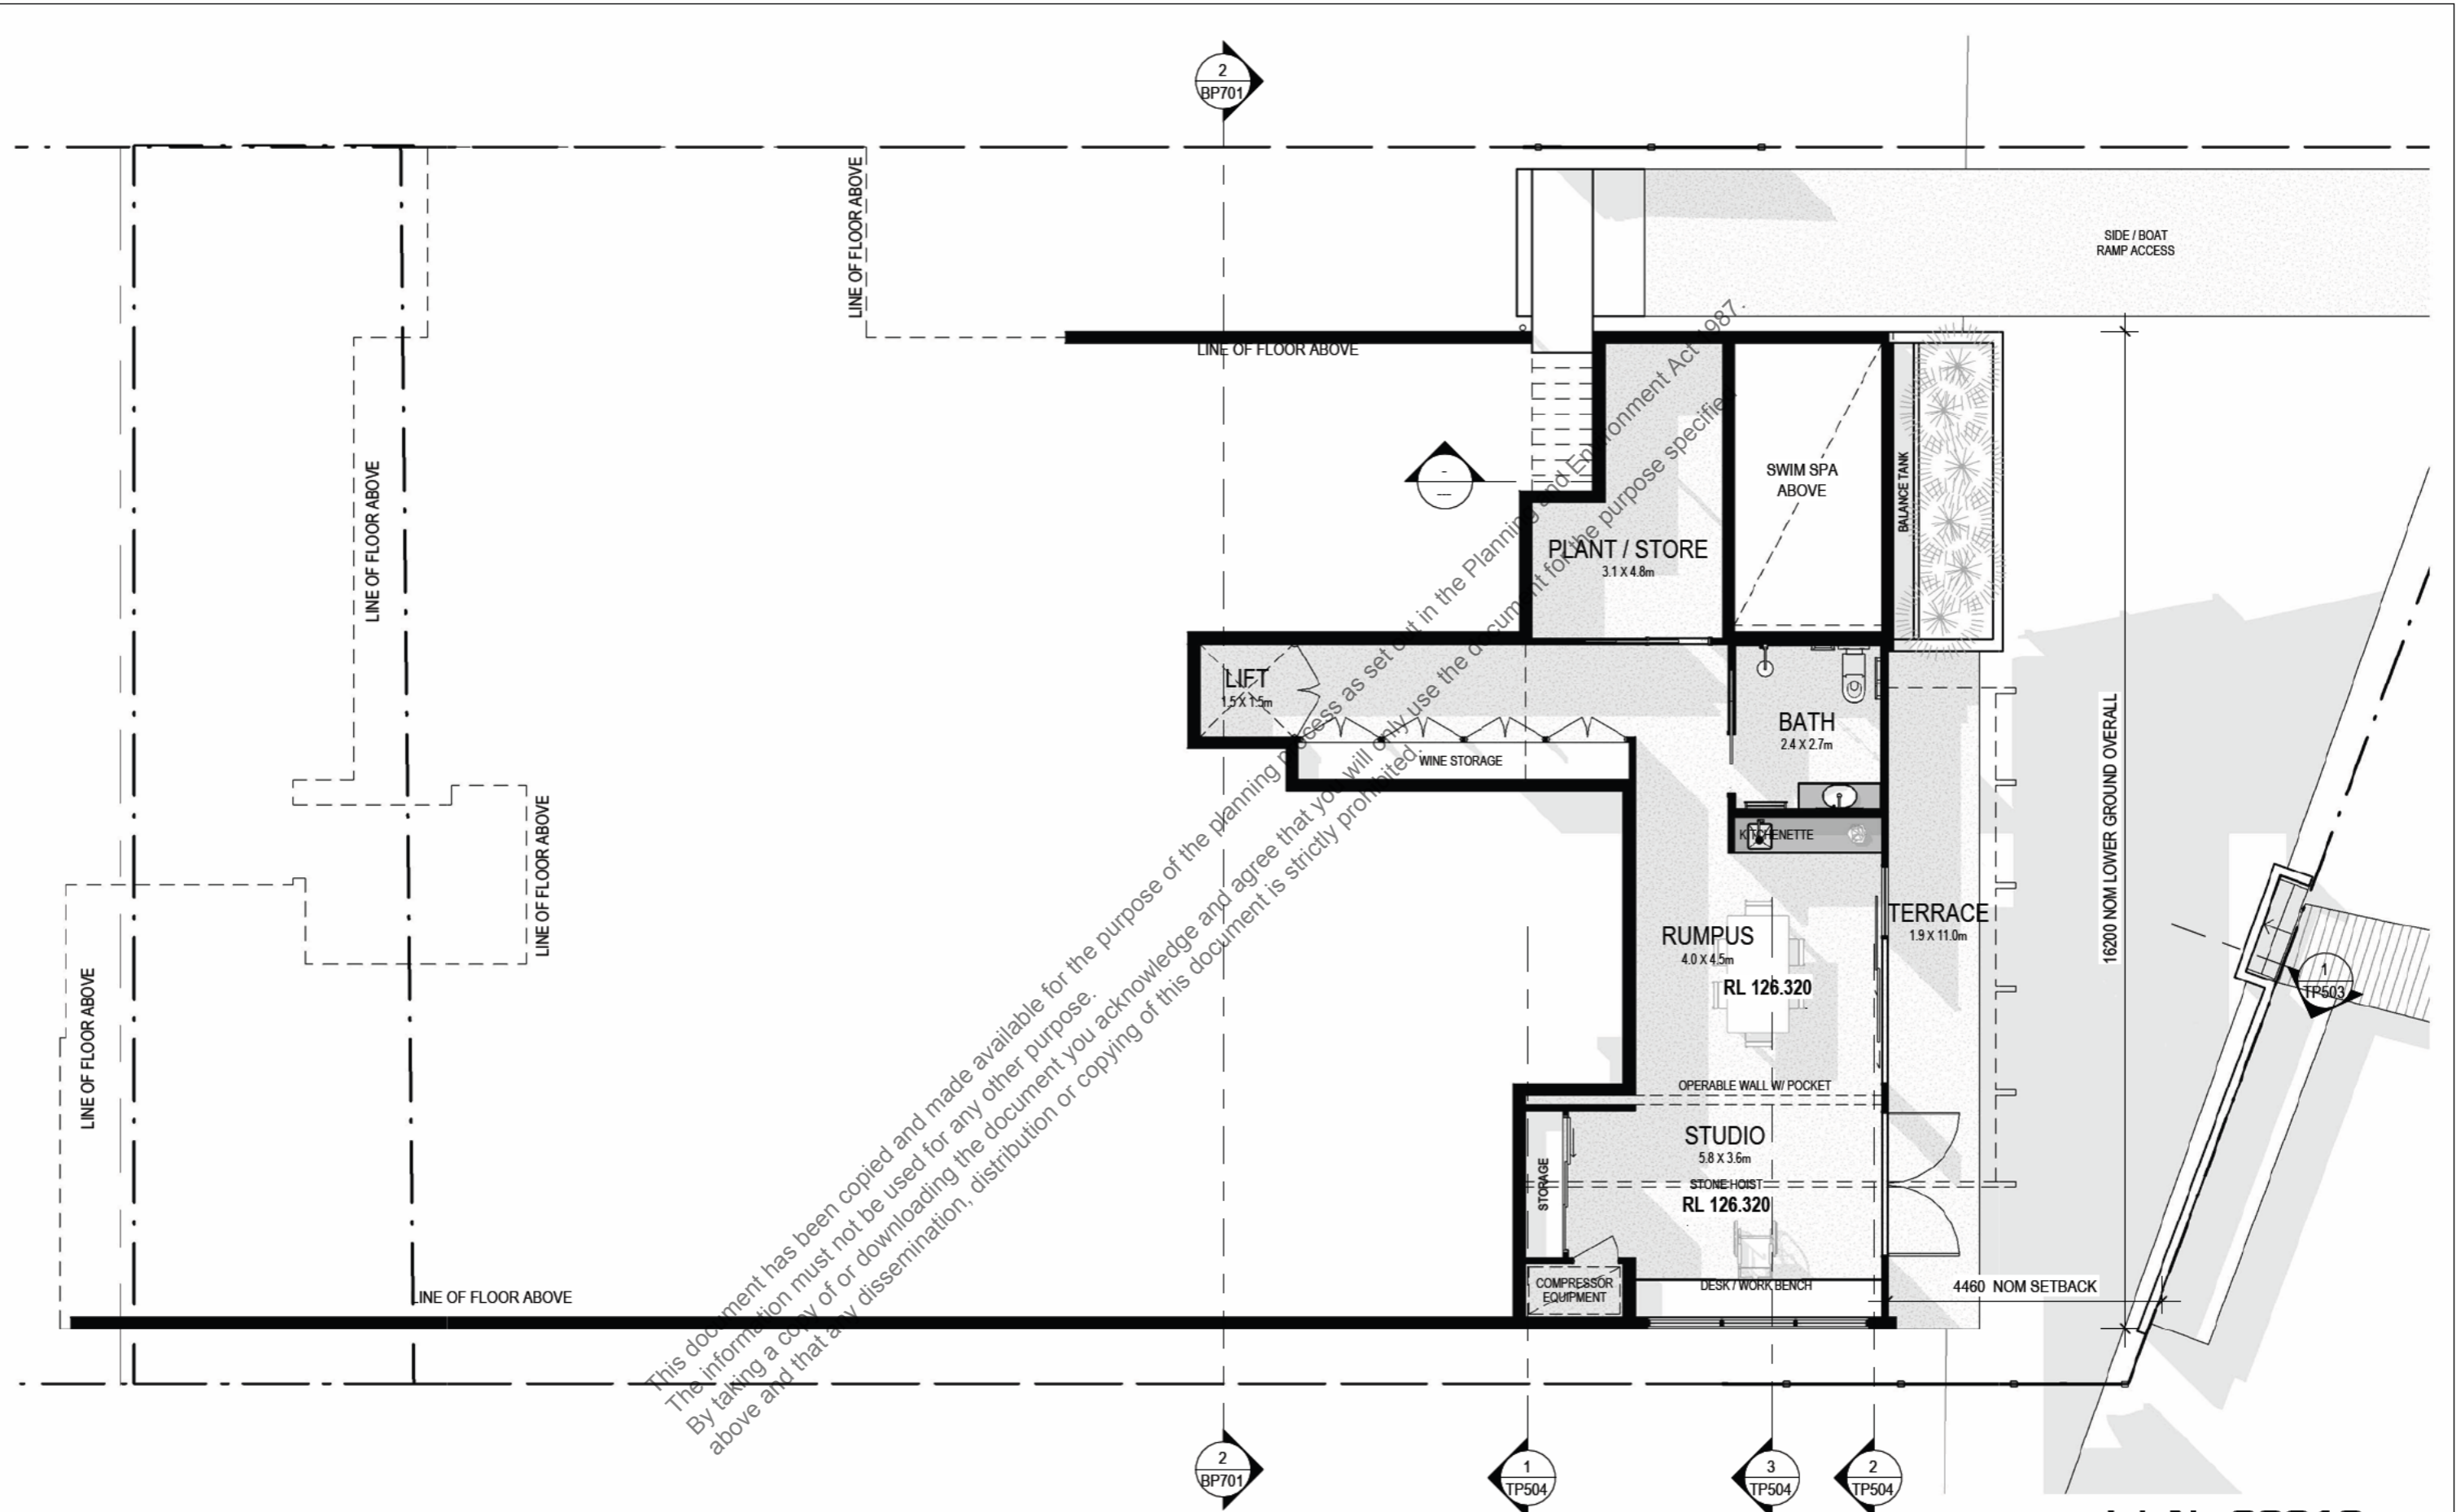 2
BP701
LINE OF FLOOR ABOVE
SIDE / BOAT
RAMP ACCESS
LINE OF FLOOR ABOVE
LINE OF FLOOR ABOVE
-
---
SWIM SPA
ABOVE
BALANCE TANK
PLANT / STORE
3.1 X 4.8m
LIFT
1.5 X 1.5m
WINE STORAGE
BATH
2.4 X 2.7m
16200 NOM LOWER GROUND OVERALL
KITCHENETTE
LINE OF FLOOR ABOVE
LINE OF FLOOR ABOVE
RUMPUS
4.0 X 4.5m
RL 126.320
TERRACE
1.9 X 11.0m
1
TP503
OPERABLE WALL W/ POCKET
STUDIO
5.8 X 3.6m
STORAGE
STONE HOIST
RL 126.320
COMPRESSOR
EQUIPMENT
DESK / WORK BENCH
4460 NOM SETBACK
LINE OF FLOOR ABOVE
This document has been copied and made available for the purpose of the planning process as set out in the Planning and Environment Act 1987.
The information must not be used for any other purpose.
By taking a copy of or downloading the document you acknowledge and agree that you will only use the document for the purpose specified
above and that any dissemination, distribution or copying of this document is strictly prohibited.
2
BP701
1
TP504
3
TP504
2
TP504